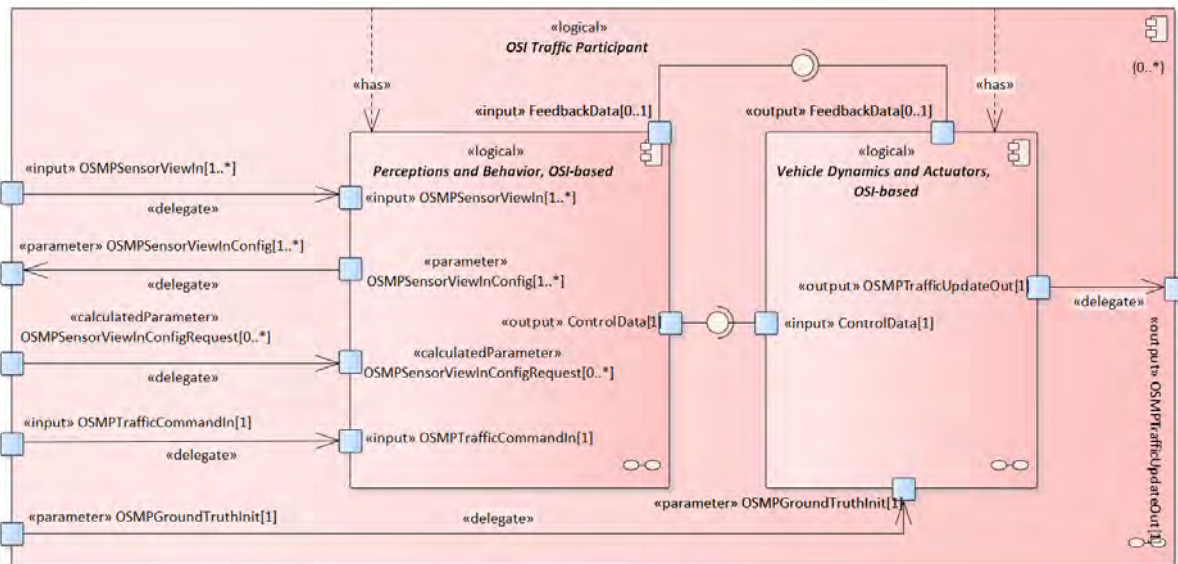 «logical»
OSI Traffic Participant
{0..*}
«has»
«has»
«input» FeedbackData[0..1]
«output» FeedbackData[0..1]
«logical»
Perceptions and Behavior, OSI-based
«logical»
Vehicle Dynamics and Actuators,
OSI-based
«input» OSMPSensorViewIn[1..*]
«delegate»
«input» OSMPSensorViewIn[1..*]
«parameter» OSMPSensorViewInConfig[1..*]
«delegate»
«parameter»
OSMPSensorViewInConfig[1..*]
«output» OSMPTrafficUpdateOut[1]
«delegate»
«calculatedParameter»
OSMPSensorViewInConfigRequest[0..*]
«delegate»
«output» ControlData[1]
«input» ControlData[1]
«calculatedParameter»
OSMPSensorViewInConfigRequest[0..*]
«output» OSMPTrafficUpdateOut[1]
«input» OSMPTrafficCommandIn[1]
«delegate»
«input» OSMPTrafficCommandIn[1]
«parameter» OSMPGroundTruthInit[1]
«parameter» OSMPGroundTruthInit[1]
«delegate»